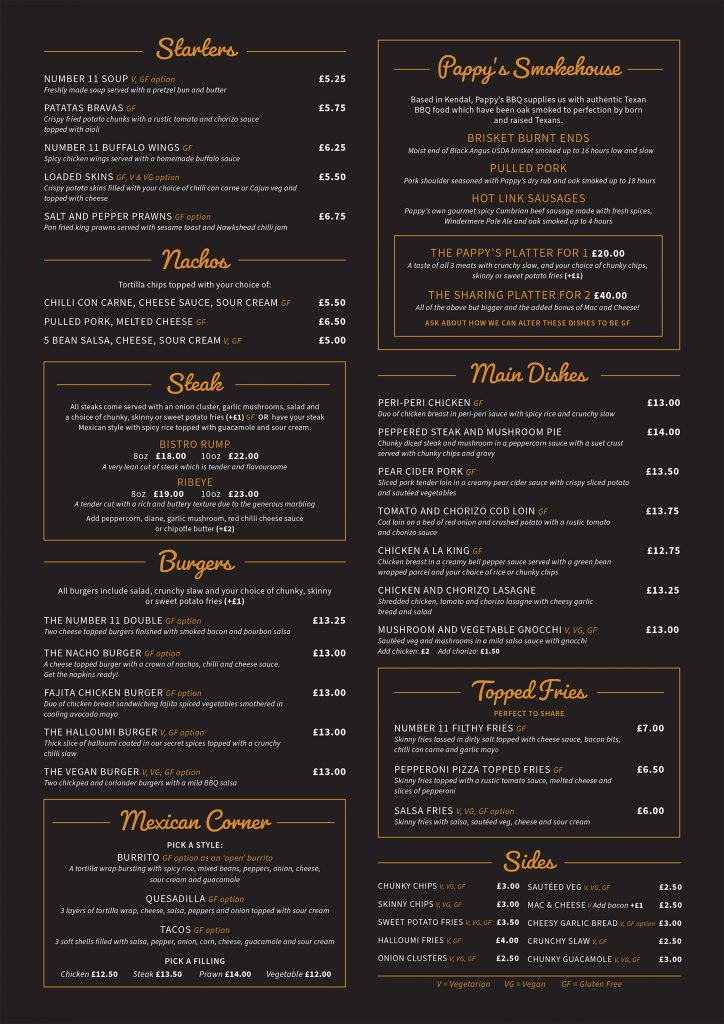 Starters
NUMBER 11 SOUP V, GF option £5.25
Freshly made soup served with a pretzel bun and butter
PATATAS BRAVAS GF £5.75
Crispy fried potato chunks with a rustic tomato and chorizo sauce
topped with aioli
NUMBER 11 BUFFALO WINGS GF £6.25
Spicy chicken wings served with a homemade buffalo sauce
LOADED SKINS GF, V & VG option £5.50
Crispy potato skins filled with your choice of chilli con carne or Cajun veg and
topped with cheese
SALT AND PEPPER PRAWNS GF option £6.75
Pan fried king prawns served with sesame toast and Hawkshead chilli jam
Nachos
Tortilla chips topped with your choice of:
CHILLI CON CARNE, CHEESE SAUCE, SOUR CREAM GF £5.50
PULLED PORK, MELTED CHEESE GF £6.50
5 BEAN SALSA, CHEESE, SOUR CREAM V, GF £5.00
Steak
All steaks come served with an onion cluster, garlic mushrooms, salad and
a choice of chunky, skinny or sweet potato fries (+£1) GF OR have your steak
Mexican style with spicy rice topped with guacamole and sour cream.
BISTRO RUMP
8oz £18.00 10oz £22.00
A very lean cut of steak which is tender and flavoursome
RIBEYE
8oz £19.00 10oz £23.00
A tender cut with a rich and buttery texture due to the generous marbling
Add peppercorn, diane, garlic mushroom, red chilli cheese sauce
or chipotle butter (+£2)
Burgers
All burgers include salad, crunchy slaw and your choice of chunky, skinny
or sweet potato fries (+£1)
THE NUMBER 11 DOUBLE GF option £13.25
Two cheese topped burgers finished with smoked bacon and bourbon salsa
THE NACHO BURGER GF option £13.00
A cheese topped burger with a crown of nachos, chilli and cheese sauce.
Get the napkins ready!
FAJITA CHICKEN BURGER GF option £13.00
Duo of chicken breast sandwiching fajita spiced vegetables smothered in
cooling avocado mayo
THE HALLOUMI BURGER V, GF option £13.00
Thick slice of halloumi coated in our secret spices topped with a crunchy
chilli slaw
THE VEGAN BURGER V, VG, GF option £13.00
Two chickpea and coriander burgers with a mild BBQ salsa
Mexican Corner
PICK A STYLE:
BURRITO GF option as an 'open' burrito
A tortilla wrap bursting with spicy rice, mixed beans, peppers, onion, cheese,
sour cream and guacamole
QUESADILLA GF option
3 layers of tortilla wrap, cheese, salsa, peppers and onion topped with sour cream
TACOS GF option
3 soft shells filled with salsa, pepper, onion, corn, cheese, guacamole and sour cream
PICK A FILLING
Chicken £12.50 Steak £13.50 Prawn £14.00 Vegetable £12.00
Pappy's Smokehouse
Based in Kendal, Pappy's BBQ supplies us with authentic Texan
BBQ food which have been oak smoked to perfection by born
and raised Texans.
BRISKET BURNT ENDS
Moist end of Black Angus USDA brisket smoked up to 16 hours low and slow
PULLED PORK
Pork shoulder seasoned with Pappy's dry rub and oak smoked up to 18 hours
HOT LINK SAUSAGES
Pappy's own gourmet spicy Cumbrian beef sausage made with fresh spices,
Windermere Pale Ale and oak smoked up to 4 hours
THE PAPPY'S PLATTER FOR 1 £20.00
A taste of all 3 meats with crunchy slaw, and your choice of chunky chips,
skinny or sweet potato fries (+£1)
THE SHARING PLATTER FOR 2 £40.00
All of the above but bigger and the added bonus of Mac and Cheese!
ASK ABOUT HOW WE CAN ALTER THESE DISHES TO BE GF
Main Dishes
PERI-PERI CHICKEN GF £13.00
Duo of chicken breast in peri-peri sauce with spicy rice and crunchy slaw
PEPPERED STEAK AND MUSHROOM PIE £14.00
Chunky diced steak and mushroom in a peppercorn sauce with a suet crust
served with chunky chips and gravy
PEAR CIDER PORK GF £13.50
Sliced pork tender loin in a creamy pear cider sauce with crispy sliced potato
and sautéed vegetables
TOMATO AND CHORIZO COD LOIN GF £13.75
Cod loin on a bed of red onion and crushed potato with a rustic tomato
and chorizo sauce
CHICKEN A LA KING GF £12.75
Chicken breast in a creamy bell pepper sauce served with a green bean
wrapped parcel and your choice of rice or chunky chips
CHICKEN AND CHORIZO LASAGNE £13.25
Shredded chicken, tomato and chorizo lasagne with cheesy garlic
bread and salad
MUSHROOM AND VEGETABLE GNOCCHI V, VG, GF £13.00
Sautéed veg and mushrooms in a mild salsa sauce with gnocchi
Add chicken: £2 Add chorizo: £1.50
Topped Fries
PERFECT TO SHARE
NUMBER 11 FILTHY FRIES GF £7.00
Skinny fries tossed in dirty salt topped with cheese sauce, bacon bits,
chilli con carne and garlic mayo
PEPPERONI PIZZA TOPPED FRIES GF £6.50
Skinny fries topped with a rustic tomato sauce, melted cheese and
slices of pepperoni
SALSA FRIES V, VG, GF option £6.00
Skinny fries with salsa, sautéed veg, cheese and sour cream
Sides
CHUNKY CHIPS V, VG, GF £3.00
SKINNY CHIPS V, VG, GF £3.00
SWEET POTATO FRIES V, VG, GF £3.50
HALLOUMI FRIES V, GF £4.00
ONION CLUSTERS V, VG, GF £2.50
SAUTÉED VEG V, VG, GF £2.50
MAC & CHEESE V Add bacon +£1 £2.50
CHEESY GARLIC BREAD V, GF option £3.00
CRUNCHY SLAW V, GF £2.50
CHUNKY GUACAMOLE V, VG, GF £3.00
V = Vegetarian VG = Vegan GF = Gluten Free